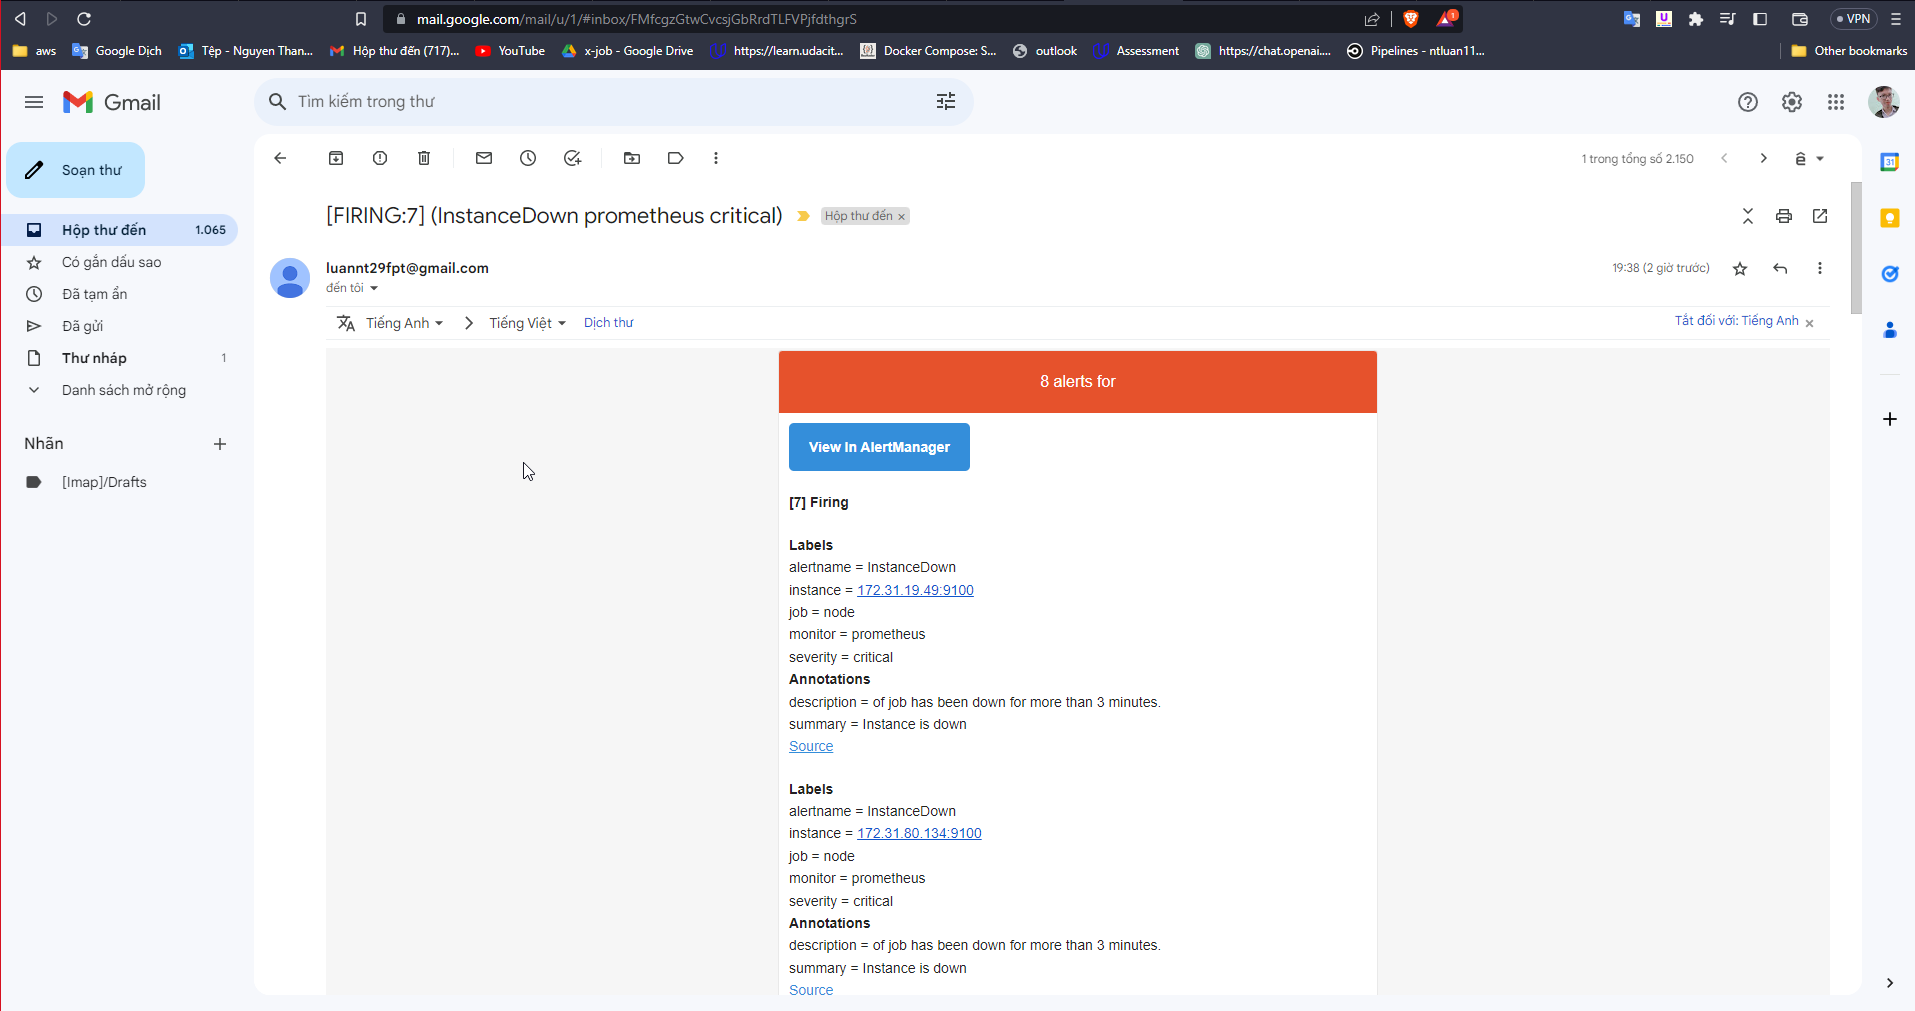 mail.google.com/mail/u/1/#inbox/FMfcgzGtwCvcsjGbRrdTLFVPjfdthgrS
1
VPN
aws
Google Dịch
Tệp - Nguyen Than...
Hộp thư đến (717)...
YouTube
x-job - Google Drive
https://learn.udacit...
Docker Compose: S...
outlook
Assessment
https://chat.openai....
Pipelines - ntluan11...
Other bookmarks
Gmail
Tìm kiếm trong thư
Soạn thư
1 trong tổng số 2.150
Hộp thư đến 1.065
Có gắn dấu sao
Đã tạm ẩn
Đã gửi
Thư nháp 1
Danh sách mở rộng
Nhãn
[Imap]/Drafts
[FIRING:7] (InstanceDown prometheus critical)
Hộp thư đến
luannt29fpt@gmail.com
19:38 (2 giờ trước)
đến tôi
Tiếng Anh
Tiếng Việt
Dịch thư
Tắt đối với: Tiếng Anh
8 alerts for
View In AlertManager
[7] Firing
Labels
alertname = InstanceDown
instance = 172.31.19.49:9100
job = node
monitor = prometheus
severity = critical
Annotations
description = of job has been down for more than 3 minutes.
summary = Instance is down
Source
Labels
alertname = InstanceDown
instance = 172.31.80.134:9100
job = node
monitor = prometheus
severity = critical
Annotations
description = of job has been down for more than 3 minutes.
summary = Instance is down
Source
31